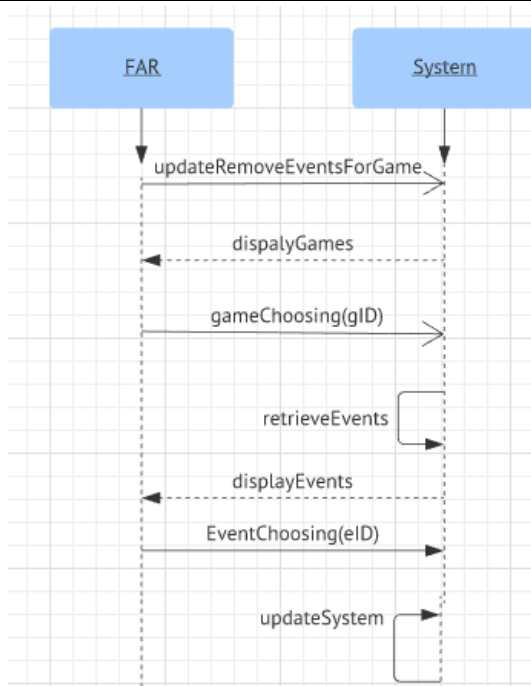 FAR
System
updateRemoveEventsForGame
dispalyGames
gameChoosing(gID)
retrieveEvents
displayEvents
EventChoosing(eID)
updateSystem